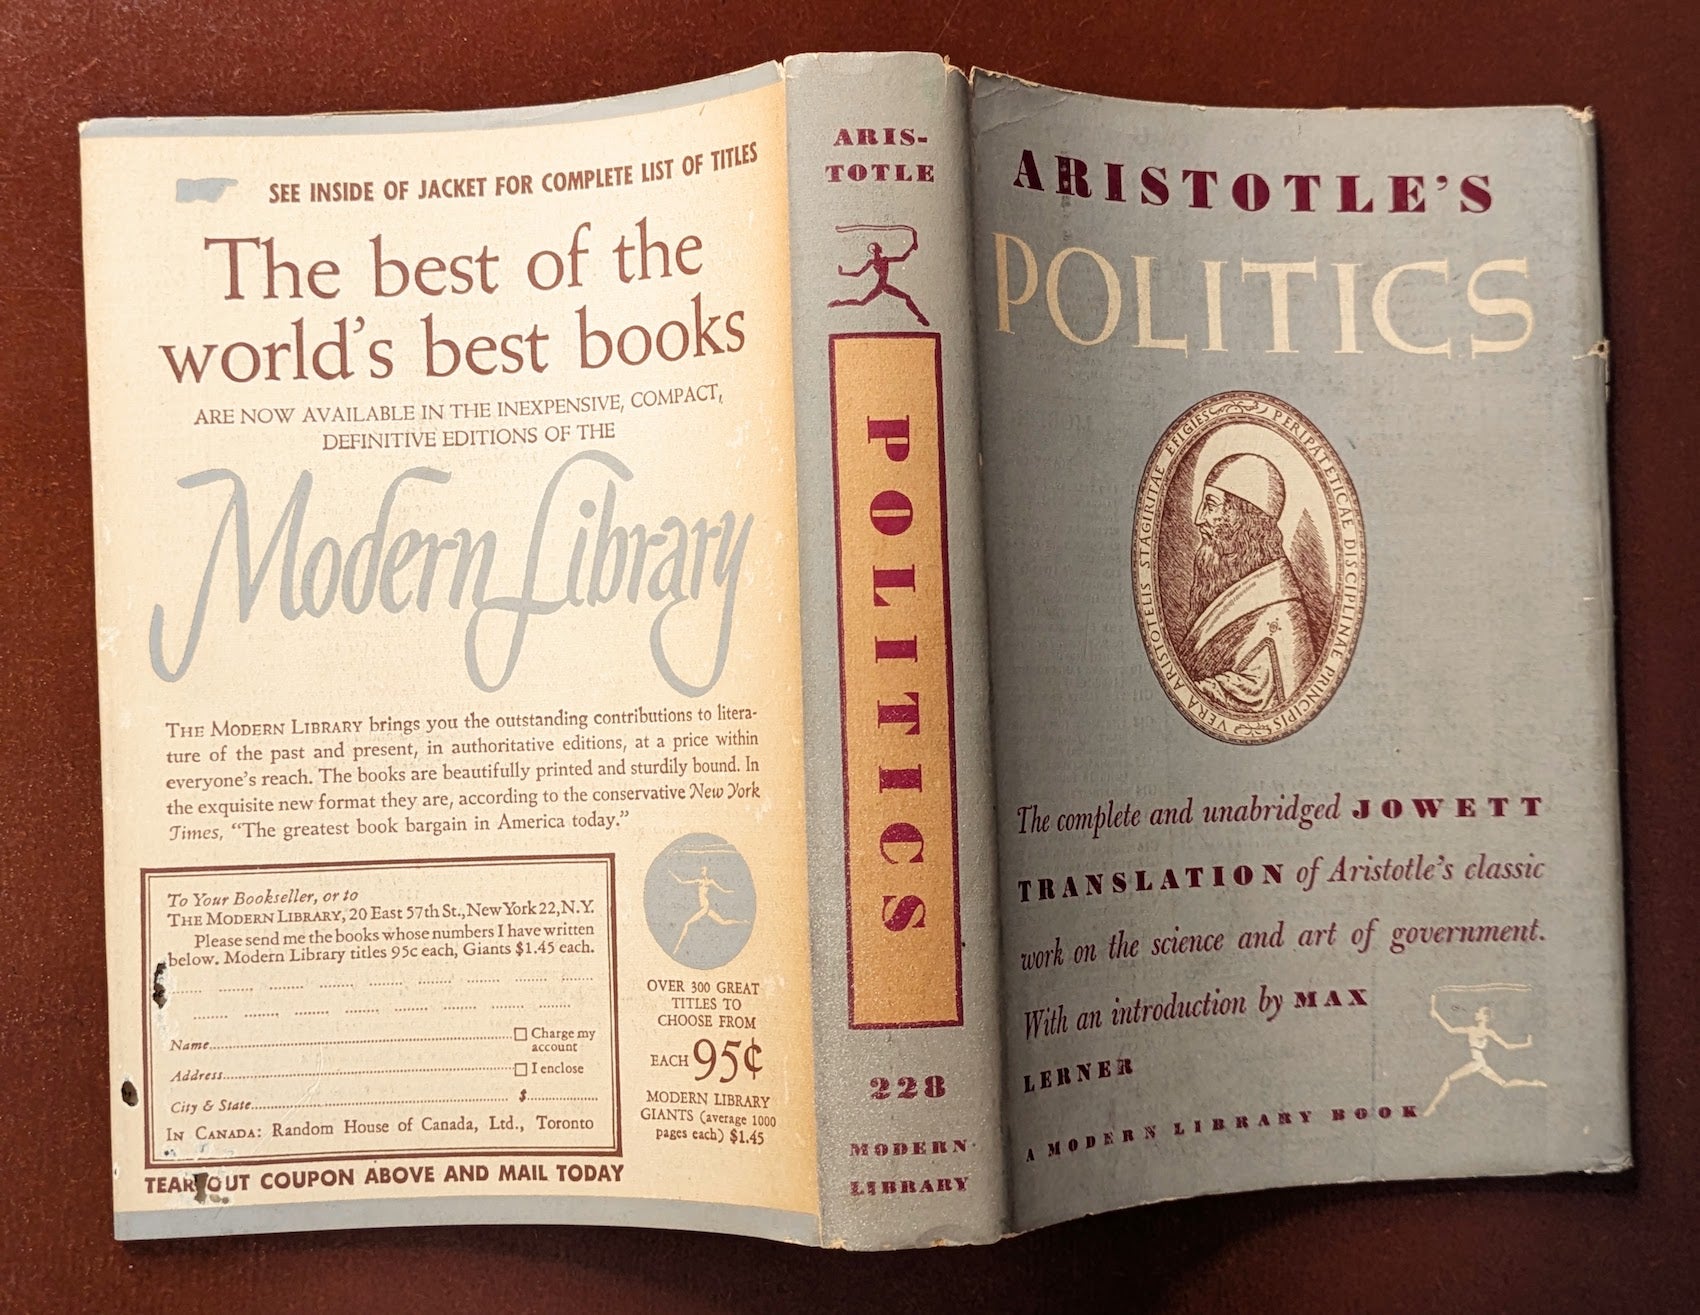 SEE INSIDE OF JACKET FOR COMPLETE LIST OF TITLES
The best of the
world's best books
ARE NOW AVAILABLE IN THE INEXPENSIVE, COMPACT,
DEFINITIVE EDITIONS OF THE
Modern Library
THE MODERN LIBRARY brings you the outstanding contributions to litera-
ture of the past and present, in authoritative editions, at a price within
everyone's reach. The books are beautifully printed and sturdily bound. In
the exquisite new format they are, according to the conservative New York
Times, "The greatest book bargain in America today."
To Your Bookseller, or to
THE MODERN LIBRARY, 20 East 57th St., New York 22, N.Y.
Please send me the books whose numbers I have written
below. Modern Library titles 95c each, Giants $1.45 each.
Name
Charge my
account
Address
I enclose
City & State
$
IN CANADA: Random House of Canada, Ltd., Toronto
TEAR OUT COUPON ABOVE AND MAIL TODAY
OVER 300 GREAT
TITLES TO
CHOOSE FROM
EACH 95¢
MODERN LIBRARY
GIANTS (average 1000
pages each) $1.45
ARIS-
TOTLE
POLITICS
228
MODERN
LIBRARY
ARISTOTLE'S
POLITICS
VERA ARISTOTELIS STAGIRITAE EFIGIES PERIPATETICAE DISCIPLINAE PRINCIPIS
The complete and unabridged JOWETT
TRANSLATION of Aristotle's classic
work on the science and art of government.
With an introduction by MAX
LERNER
A MODERN LIBRARY BOOK